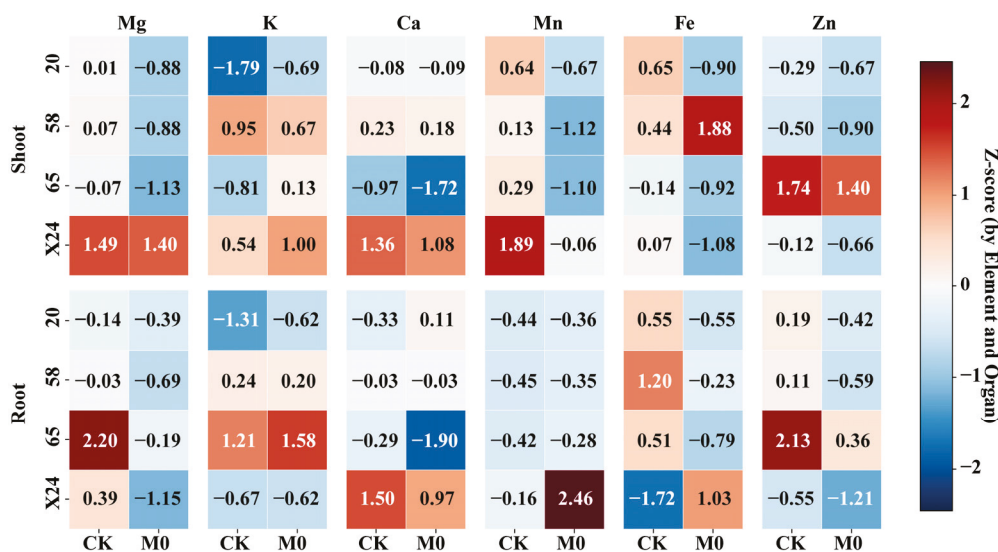 Mg K Ca Mn Fe Zn
Shoot
20 0.01 −0.88 −1.79 −0.69 −0.08 −0.09 0.64 −0.67 0.65 −0.90 −0.29 −0.67
58 0.07 −0.88 0.95 0.67 0.23 0.18 0.13 −1.12 0.44 1.88 −0.50 −0.90
65 −0.07 −1.13 −0.81 0.13 −0.97 −1.72 0.29 −1.10 −0.14 −0.92 1.74 1.40
X24 1.49 1.40 0.54 1.00 1.36 1.08 1.89 −0.06 0.07 −1.08 −0.12 −0.66
Root
20 −0.14 −0.39 −1.31 −0.62 −0.33 0.11 −0.44 −0.36 0.55 −0.55 0.19 −0.42
58 −0.03 −0.69 0.24 0.20 −0.03 −0.03 −0.45 −0.35 1.20 −0.23 0.11 −0.59
65 2.20 −0.19 1.21 1.58 −0.29 −1.90 −0.42 −0.28 0.51 −0.79 2.13 0.36
X24 0.39 −1.15 −0.67 −0.62 1.50 0.97 −0.16 2.46 −1.72 1.03 −0.55 −1.21
CK M0 CK M0 CK M0 CK M0 CK M0 CK M0
2
1
0
−1
−2
Z-score (by Element and Organ)